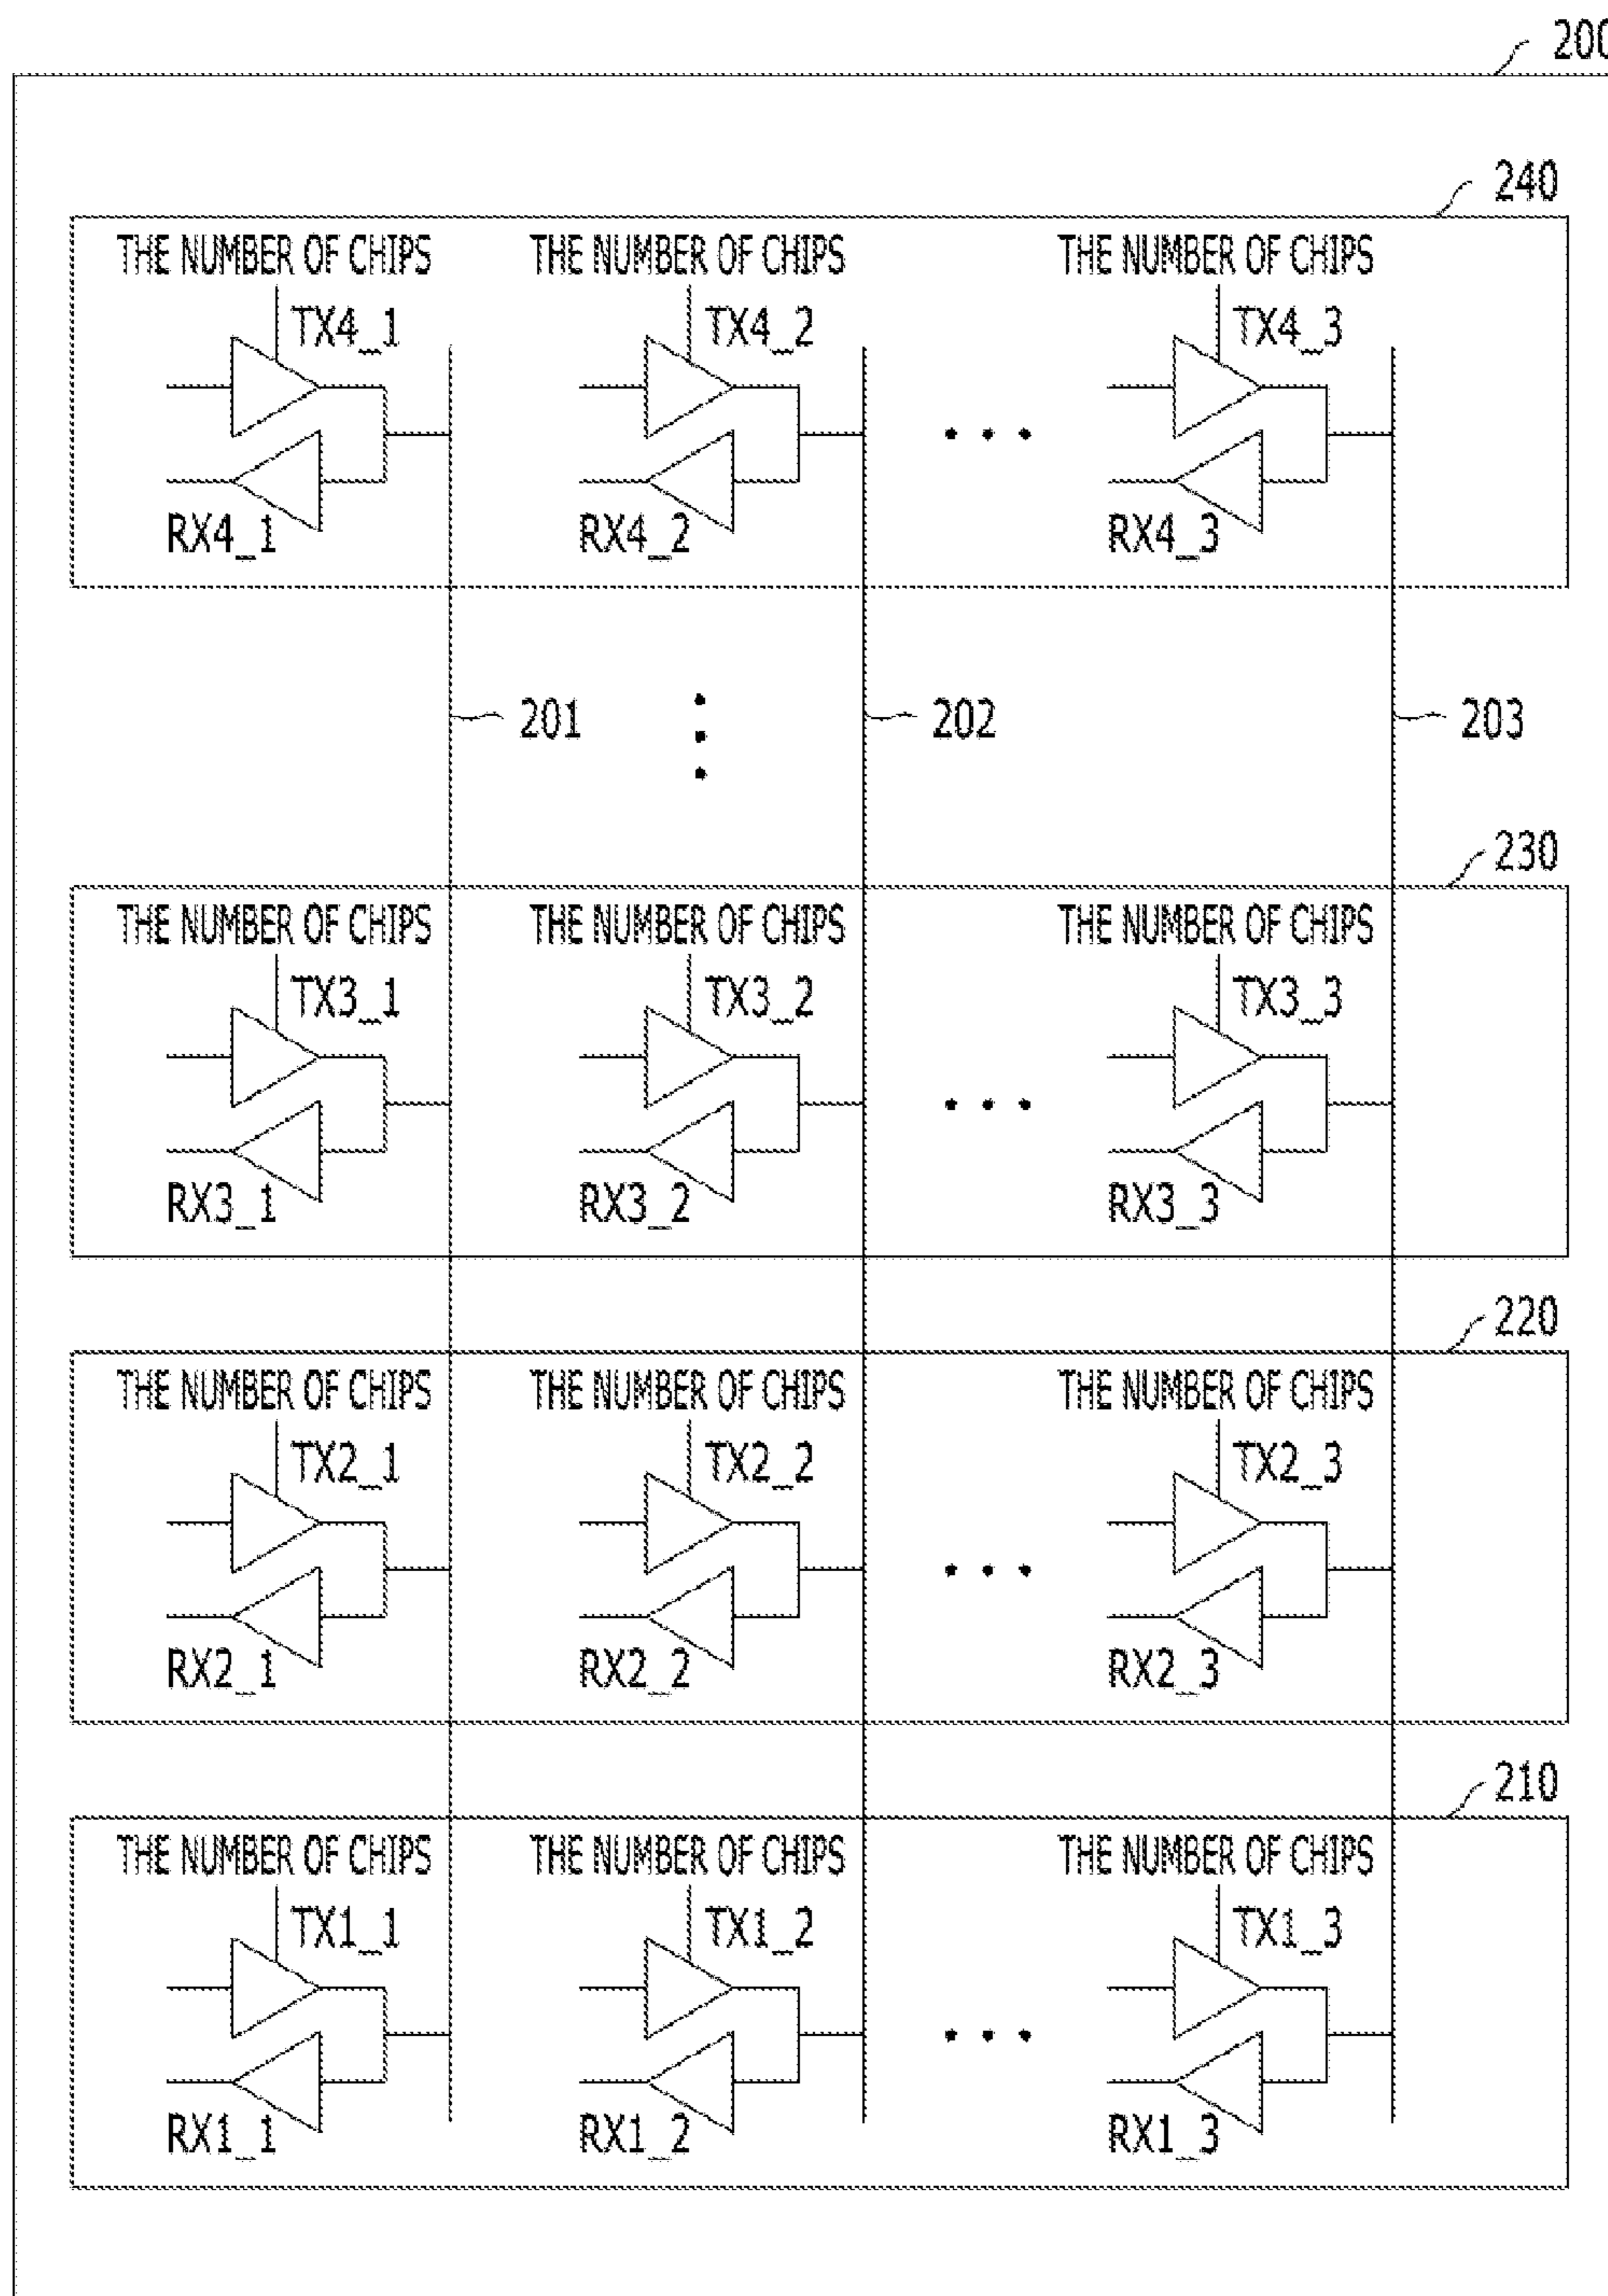 200
240
THE NUMBER OF CHIPS THE NUMBER OF CHIPS THE NUMBER OF CHIPS
TX4_1 TX4_2 TX4_3
RX4_1 RX4_2 RX4_3
201 202 203
230
THE NUMBER OF CHIPS THE NUMBER OF CHIPS THE NUMBER OF CHIPS
TX3_1 TX3_2 TX3_3
RX3_1 RX3_2 RX3_3
220
THE NUMBER OF CHIPS THE NUMBER OF CHIPS THE NUMBER OF CHIPS
TX2_1 TX2_2 TX2_3
RX2_1 RX2_2 RX2_3
210
THE NUMBER OF CHIPS THE NUMBER OF CHIPS THE NUMBER OF CHIPS
TX1_1 TX1_2 TX1_3
RX1_1 RX1_2 RX1_3